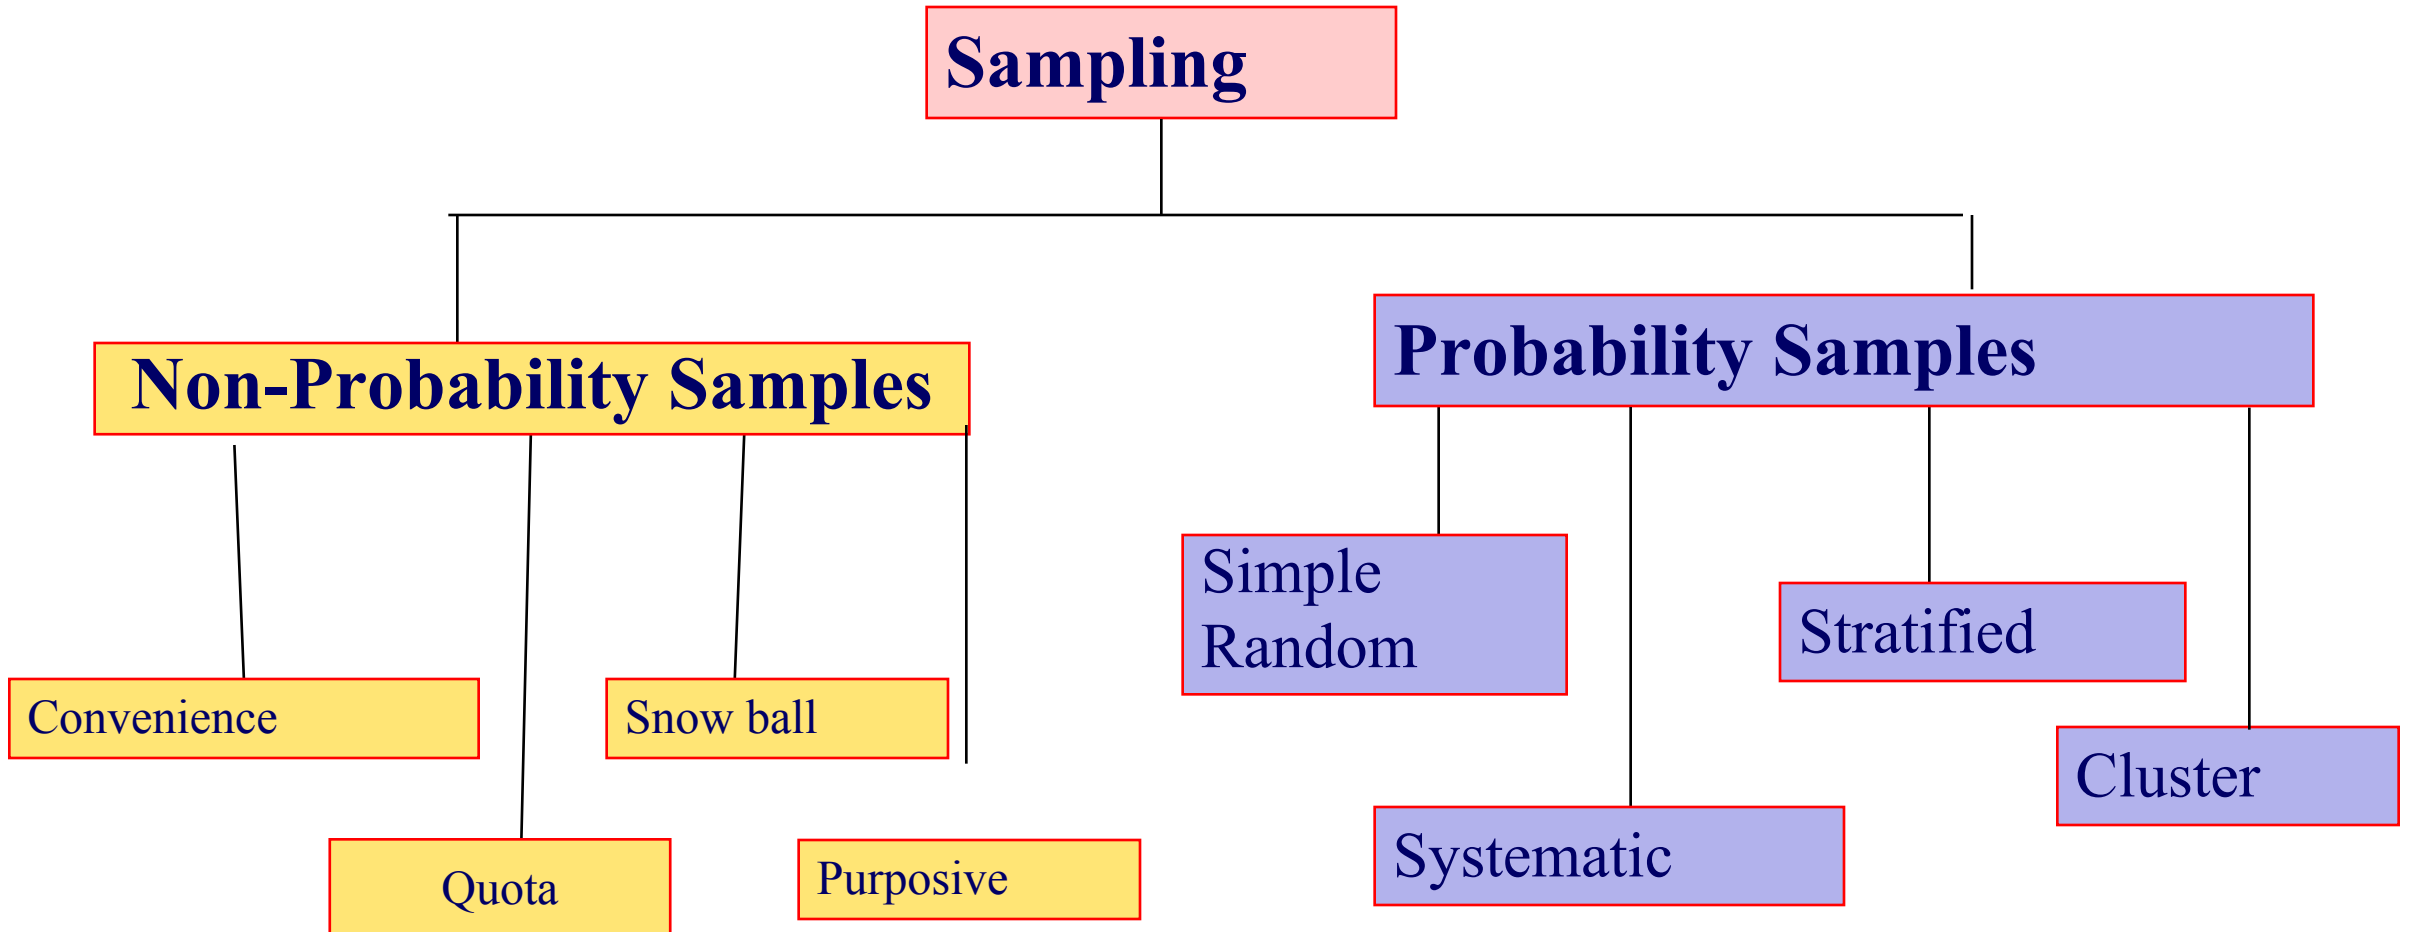 Sampling
Non-Probability Samples
Probability Samples
Convenience
Quota
Snow ball
Purposive
Simple
Random
Systematic
Stratified
Cluster